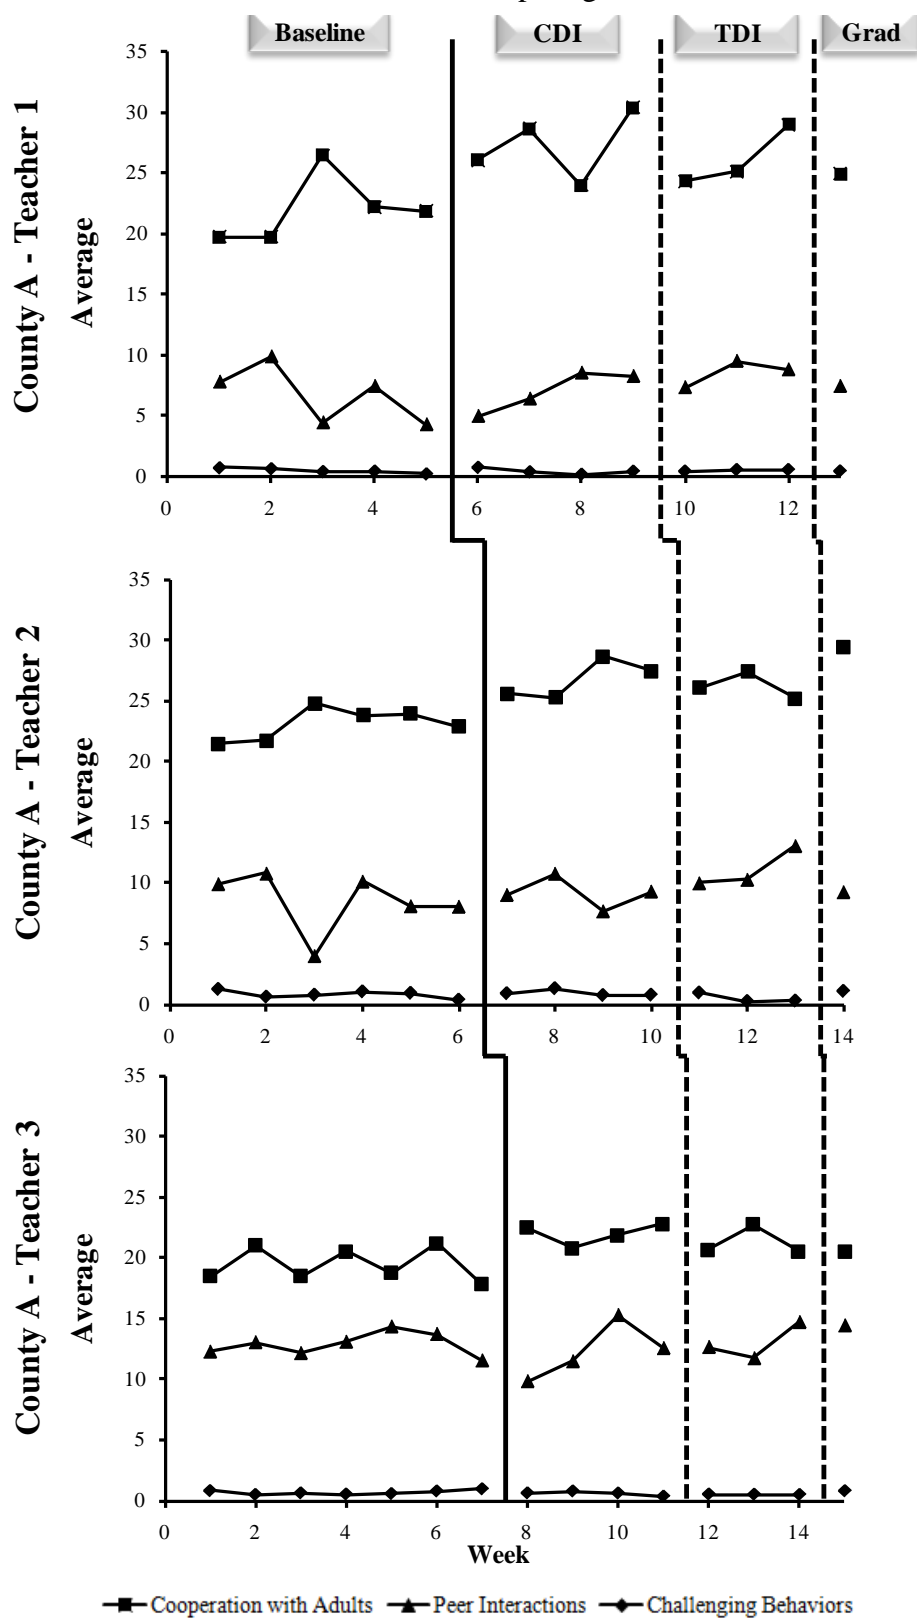 Baseline CDI TDI Grad
County A - Teacher 1
Average
35
30
25
20
15
10
5
0
0 2 4 6 8 10 12
County A - Teacher 2
Average
35
30
25
20
15
10
5
0
0 2 4 6 8 10 12 14
County A - Teacher 3
Average
35
30
25
20
15
10
5
0
0 2 4 6 8 10 12 14
Week
Cooperation with Adults Peer Interactions Challenging Behaviors